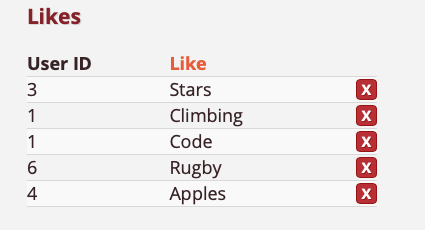 Likes
User ID Like
3 Stars X
1 Climbing X
1 Code X
6 Rugby X
4 Apples X